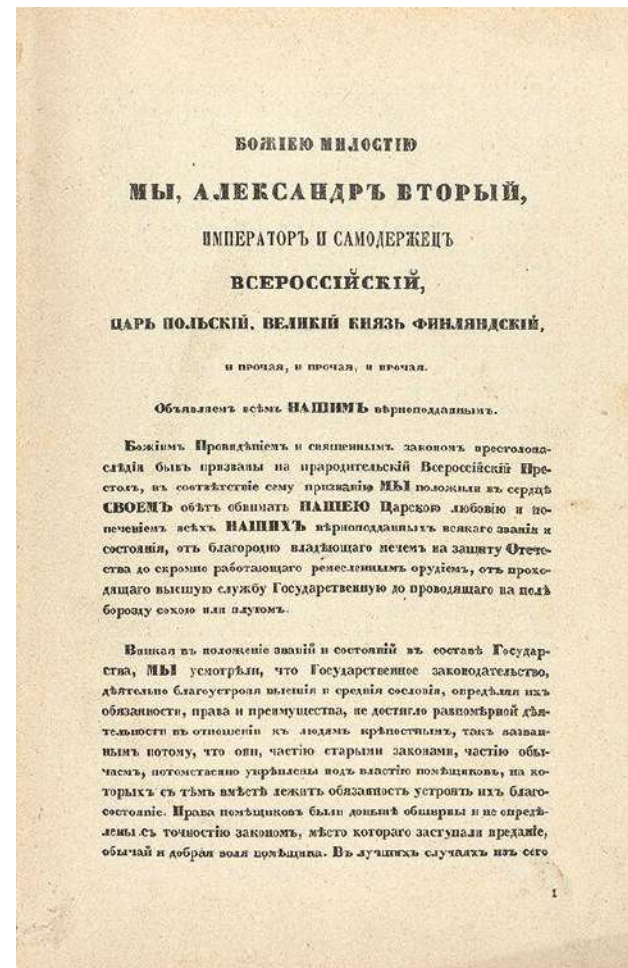 БОЖІЕЮ МИЛОСТІЮ
МЫ, АЛЕКСАНДРЪ ВТОРЫЙ,
ИМПЕРАТОРЪ И САМОДЕРЖЕЦЪ
ВСЕРОССІЙСКІЙ,
ЦАРЬ ПОЛЬСКІЙ, ВЕЛИКІЙ КНЯЗЬ ФИНЛЯНДСКІЙ,
и прочая, и прочая, и прочая.
Объявляемъ всѣмъ НАШИМЪ вѣрноподданнымъ.
Божіимъ Провидѣніемъ и священнымъ закономъ престолона-
слѣдія бывъ призваны на прародительскій Всероссійскій Пре-
столъ, въ соотвѣтствіе сему призванію МЫ положили въ сердцѣ
СВОЕМЪ обѣтъ обнимать НАШЕЮ Царскою любовію и по-
печеніемъ всѣхъ НАШИХЪ вѣрноподданныхъ всякаго званія и
состоянія, отъ благородно владѣющаго мечемъ на защиту Отече-
ства до скромно работающаго ремесленнымъ орудіемъ, отъ прохо-
дящаго высшую службу Государственную до проводящаго на полѣ
борозду сохою или плугомъ.
Вникая въ положеніе званій и состояній въ составѣ Государ-
ства, МЫ усмотрѣли, что Государственное законодательство,
дѣятельно благоустрояя высшія и среднія сословія, опредѣляя ихъ
обязанности, права и преимущества, не достигло равномѣрной дѣя-
тельности въ отношеніи къ людямъ крѣпостнымъ, такъ назван-
нымъ потому, что они, частію старыми законами, частію обы-
чаемъ, потомственно укрѣплены подъ властію помѣщиковъ, на ко-
торыхъ съ тѣмъ вмѣстѣ лежитъ обязанность устроять ихъ благо-
состояніе. Права помѣщиковъ были донынѣ обширны и не опредѣ-
лены съ точностію закономъ, мѣсто котораго заступали преданіе,
обычай и добрая воля помѣщика. Въ лучшихъ случаяхъ изъ сего
1